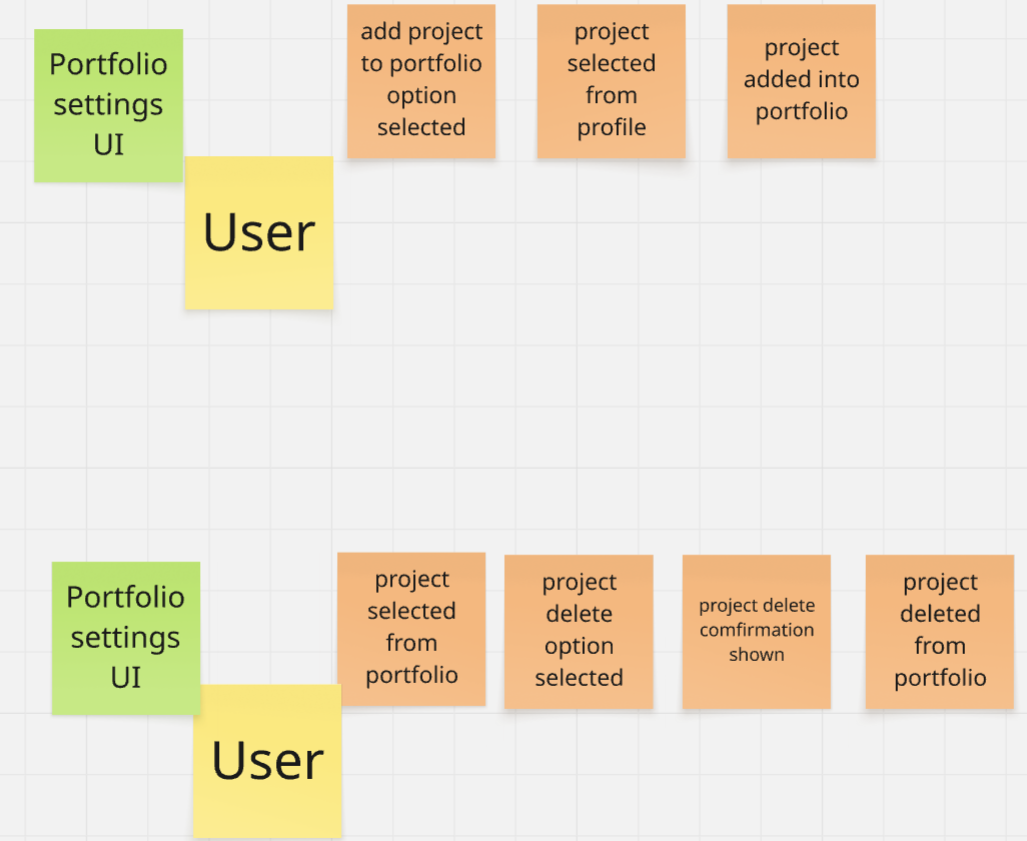 Portfolio
settings
UI
User
add project
to portfolio
option
selected
project
selected
from
profile
project
added into
portfolio
Portfolio
settings
UI
User
project
selected
from
portfolio
project
delete
option
selected
project delete
comfirmation
shown
project
deleted
from
portfolio